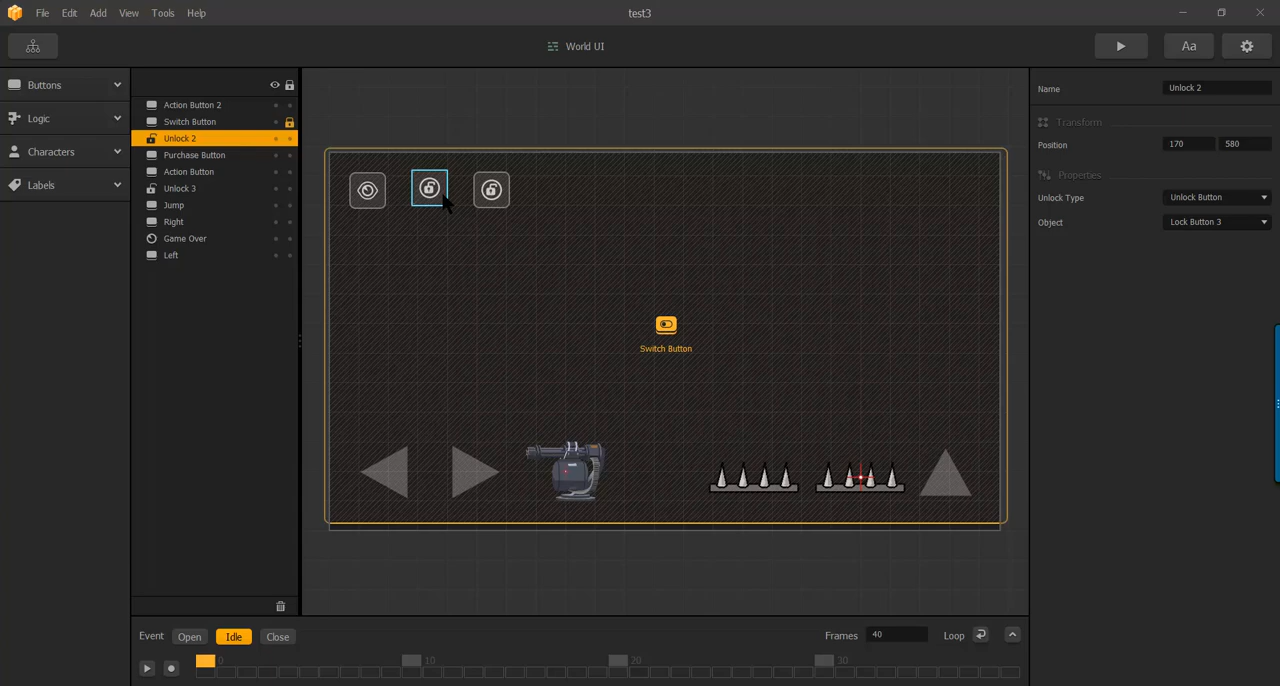 File Edit Add View Tools Help
test3
World UI
Aa
Buttons
Logic
Characters
Labels
Action Button 2
Switch Button
Unlock 2
Purchase Button
Action Button
Unlock 3
Jump
Right
Game Over
Left
Switch Button
Name Unlock 2
Transform
Position 170 580
Properties
Unlock Type Unlock Button
Object Lock Button 3
Event Open Idle Close
Frames 40 Loop
0 10 20 30